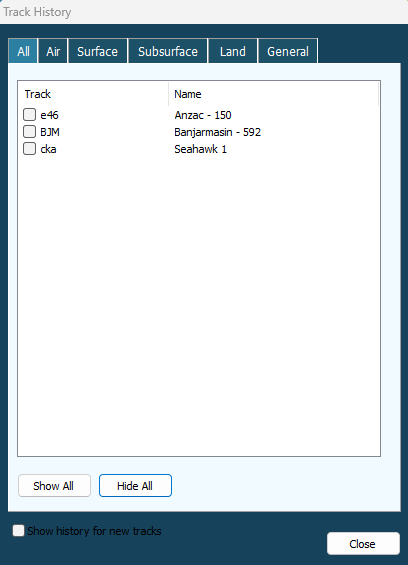 Track History
All Air Surface Subsurface Land General
Track Name
e46 Anzac - 150
BJM Banjarmasin - 592
cka Seahawk 1
Show All Hide All
Show history for new tracks
Close